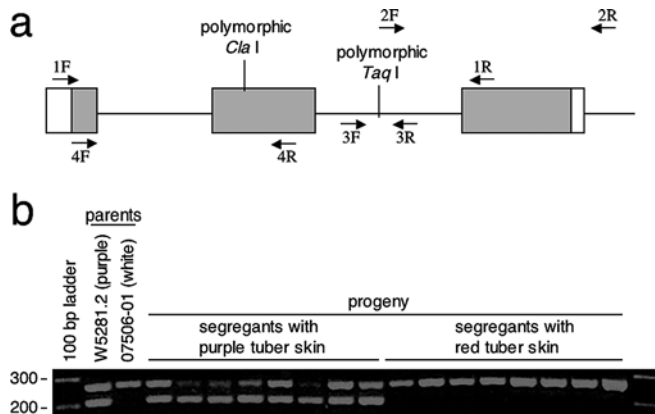 a
polymorphic
Cla I
2F
2R
polymorphic
Taq I
1F
1R
4F
4R
3F
3R
b
parents
100 bp ladder
W5281.2 (purple)
07506-01 (white)
progeny
segregants with
purple tuber skin
segregants with
red tuber skin
300 -
200 -